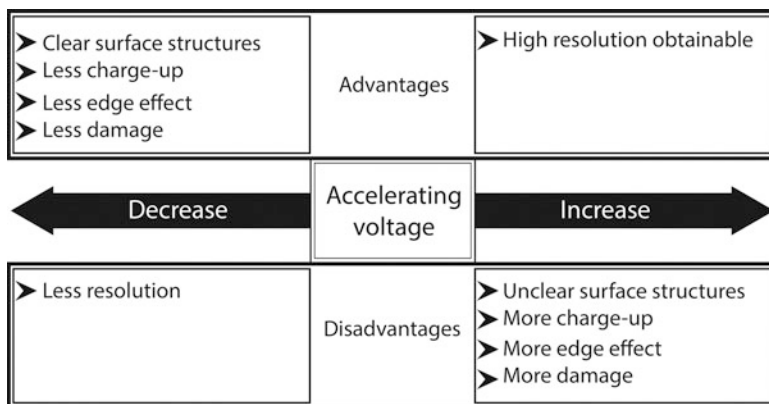 Clear surface structures
Less charge-up
Less edge effect
Less damage
Advantages
High resolution obtainable
Decrease
Accelerating
voltage
Increase
Less resolution
Disadvantages
Unclear surface structures
More charge-up
More edge effect
More damage